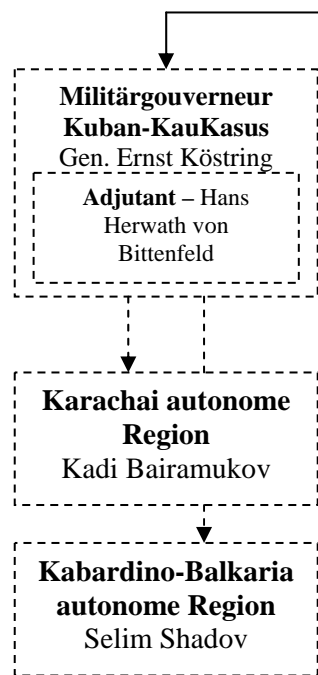 Militärgouverneur
Kuban-KauKasus
Gen. Ernst Köstring
Adjutant – Hans
Herwath von
Bittenfeld
Karachai autonome
Region
Kadi Bairamukov
Kabardino-Balkaria
autonome Region
Selim Shadov